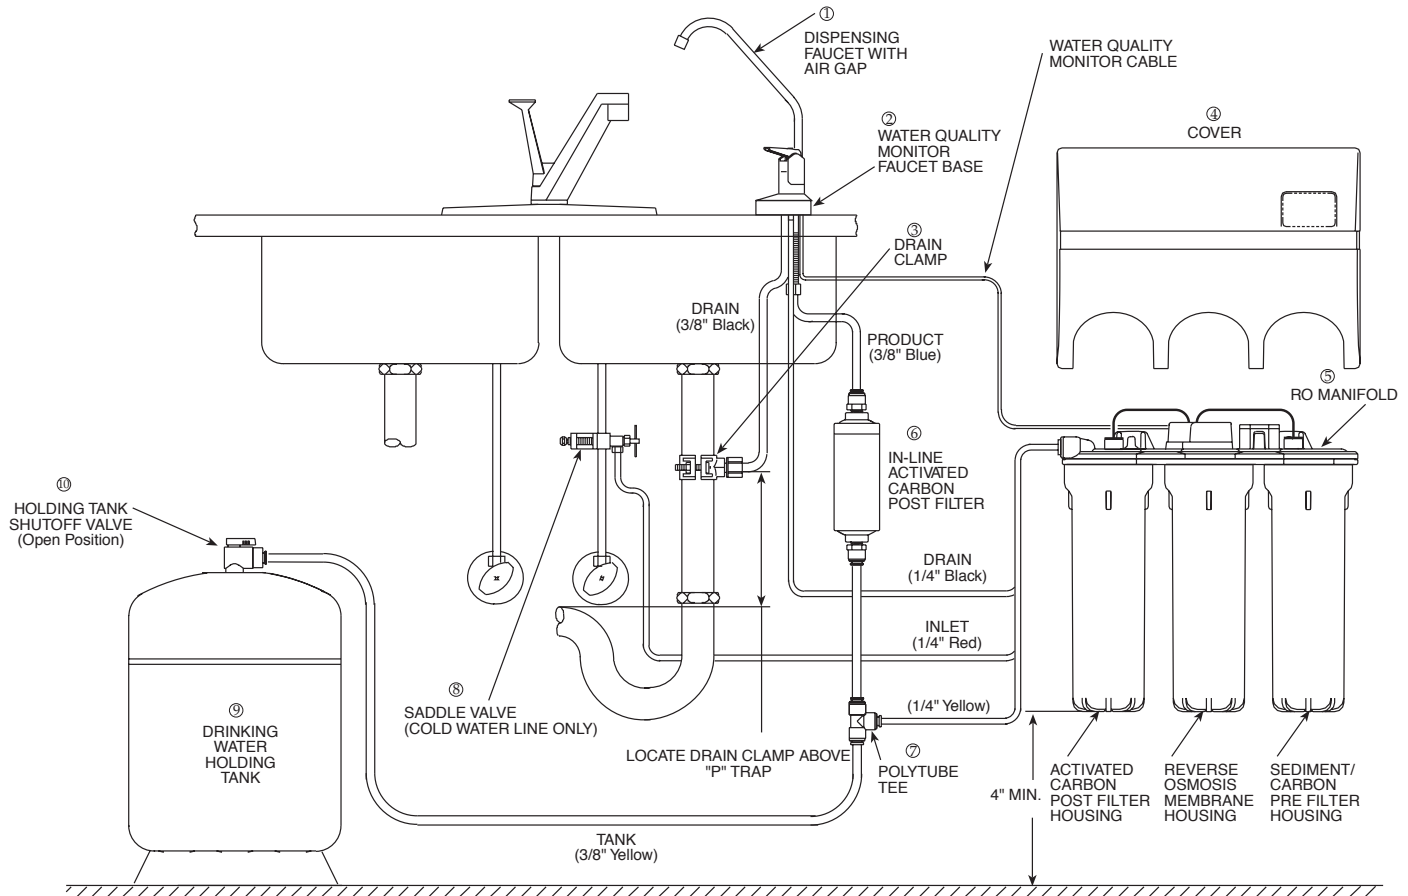 ①
DISPENSING
FAUCET WITH
AIR GAP
WATER QUALITY
MONITOR CABLE
②
WATER QUALITY
MONITOR
FAUCET BASE
④
COVER
③
DRAIN
CLAMP
DRAIN
(3/8" Black)
PRODUCT
(3/8" Blue)
⑤
RO MANIFOLD
⑥
IN-LINE
ACTIVATED
CARBON
POST FILTER
⑩
HOLDING TANK
SHUTOFF VALVE
(Open Position)
DRAIN
(1/4" Black)
INLET
(1/4" Red)
⑧
SADDLE VALVE
(COLD WATER LINE ONLY)
(1/4" Yellow)
⑨
DRINKING
WATER
HOLDING
TANK
LOCATE DRAIN CLAMP ABOVE
"P" TRAP
⑦
POLYTUBE
TEE
4" MIN.
ACTIVATED
CARBON
POST FILTER
HOUSING
REVERSE
OSMOSIS
MEMBRANE
HOUSING
SEDIMENT/
CARBON
PRE FILTER
HOUSING
TANK
(3/8" Yellow)